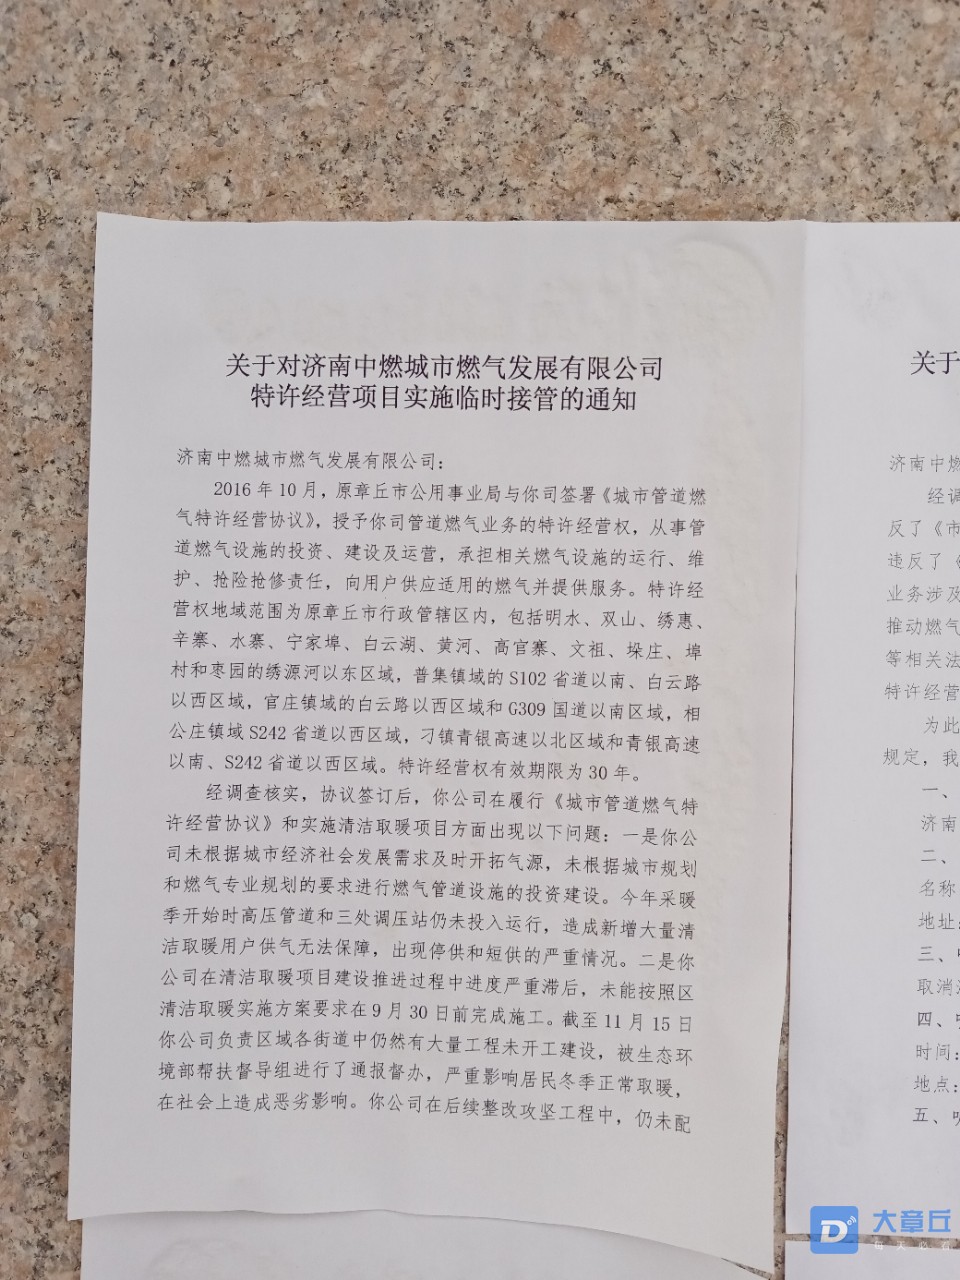 关于对济南中燃城市燃气发展有限公司
特许经营项目实施临时接管的通知
济南中燃城市燃气发展有限公司：
2016年10月，原章丘市公用事业局与你司签署《城市管道燃
气特许经营协议》，授予你司管道燃气业务的特许经营权，从事管
道燃气设施的投资、建设及运营，承担相关燃气设施的运行、维
护、抢险抢修责任，向用户供应适用的燃气并提供服务。特许经
营权地域范围为原章丘市行政管辖区内，包括明水、双山、绣惠、
辛寨、水寨、宁家埠、白云湖、黄河、高官寨、文祖、垛庄、埠
村和枣园的绣源河以东区域，普集镇域的S102省道以南、白云路
以西区域，官庄镇域的白云路以西区域和G309国道以南区域，相
公庄镇域S242省道以西区域，刁镇青银高速以北区域和青银高速
以南、S242省道以西区域。特许经营权有效期限为30年。
经调查核实，协议签订后，你公司在履行《城市管道燃气特
许经营协议》和实施清洁取暖项目方面出现以下问题：一是你公
司未根据城市经济社会发展需求及时开拓气源，未根据城市规划
和燃气专业规划的要求进行燃气管道设施的投资建设。今年采暖
季开始时高压管道和三处调压站仍未投入运行，造成新增大量清
洁取暖用户供气无法保障，出现停供和短供的严重情况。二是你
公司在清洁取暖项目建设推进过程中进度严重滞后，未能按照区
清洁取暖实施方案要求在9月30日前完成施工。截至11月15日
你公司负责区域各街道中仍然有大量工程未开工建设，被生态环
境部帮扶督导组进行了通报督办，严重影响居民冬季正常取暖，
在社会上造成恶劣影响。你公司在后续整改攻坚工程中，仍未配
关于
济南中燃
经调
反了《市
违反了《
业务涉及
推动燃气
等相关法
特许经营
为此
规定，我
一、
济南
二、
名称
地址：
三、
取消
四、
时间：
地点：
五、
大章丘
每天必看